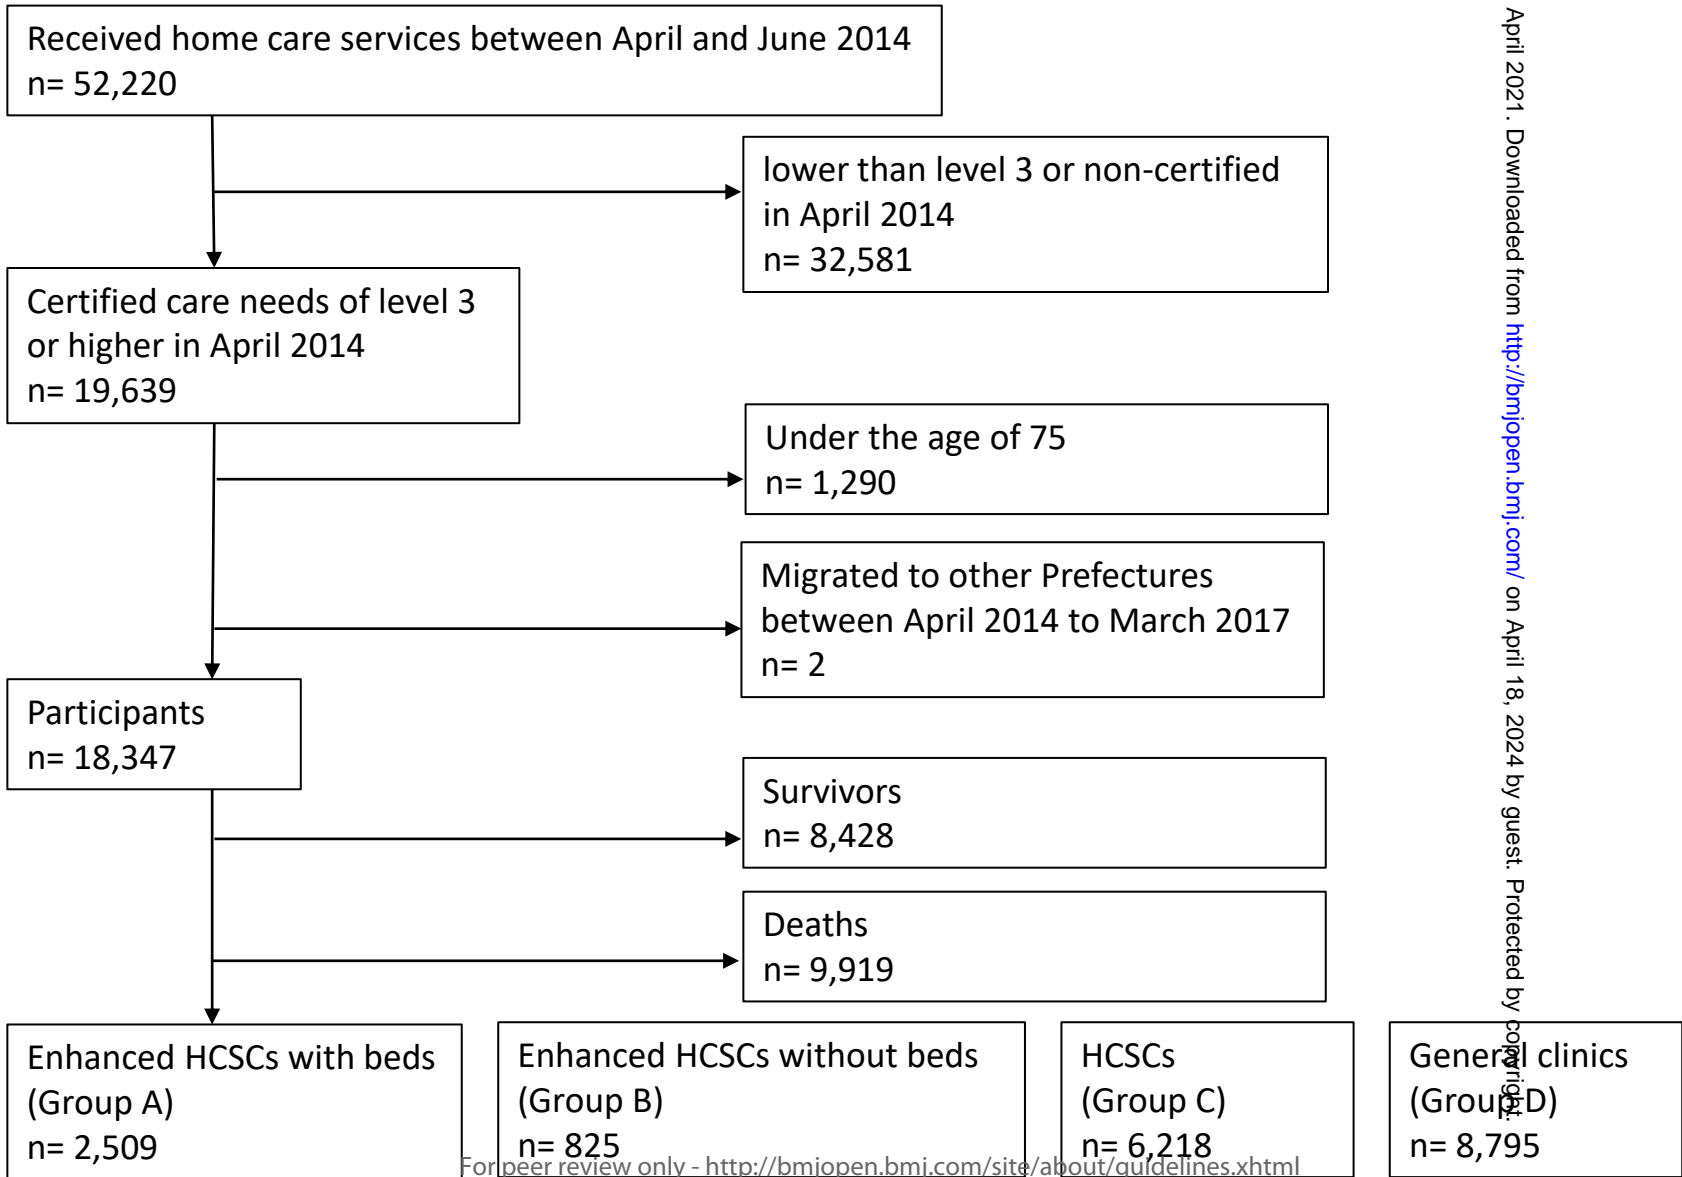 Received home care services between April and June 2014
n= 52,220
lower than level 3 or non-certified
in April 2014
n= 32,581
Certified care needs of level 3
or higher in April 2014
n= 19,639
Under the age of 75
n= 1,290
Migrated to other Prefectures
between April 2014 to March 2017
n= 2
Participants
n= 18,347
Survivors
n= 8,428
Deaths
n= 9,919
Enhanced HCSCs with beds
(Group A)
n= 2,509
Enhanced HCSCs without beds
(Group B)
n= 825
HCSCs
(Group C)
n= 6,218
General clinics
(Group D)
n= 8,795
For peer review only - http://bmjopen.bmj.com/site/about/guidelines.xhtml
April 2021. Downloaded from http://bmjopen.bmj.com/ on April 18, 2024 by guest. Protected by copyright.